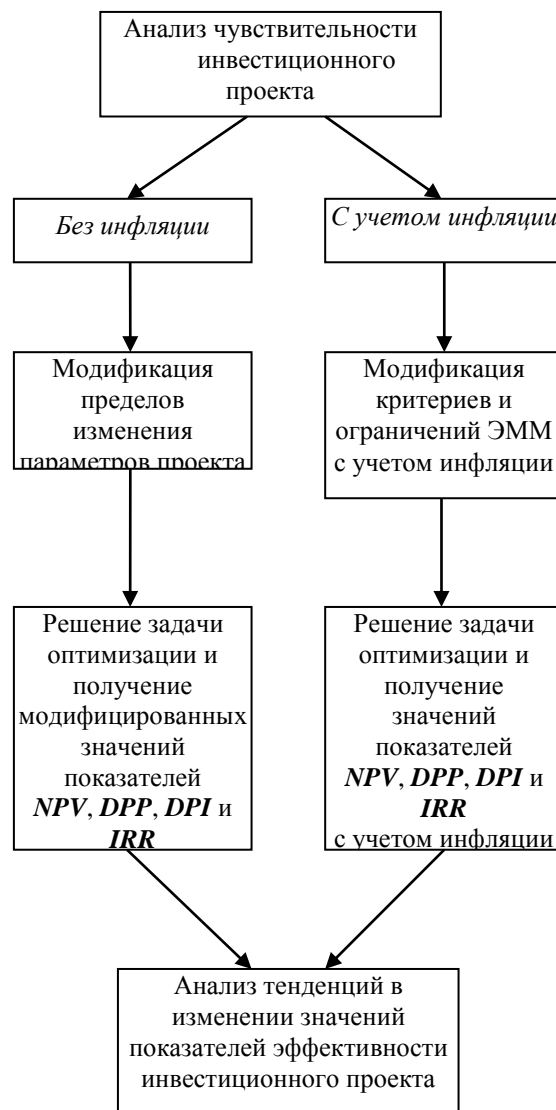 Анализ чувствительности
инвестиционного
проекта
Без инфляции
С учетом инфляции
Модификация
пределов
изменения
параметров проекта
Модификация
критериев и
ограничений ЭММ
с учетом инфляции
Решение задачи
оптимизации и
получение
модифицированных
значений
показателей
NPV, DPP, DPI и
IRR
Решение задачи
оптимизации и
получение
значений
показателей
NPV, DPP, DPI и
IRR
с учетом инфляции
Анализ тенденций в
изменении значений
показателей эффективности
инвестиционного проекта